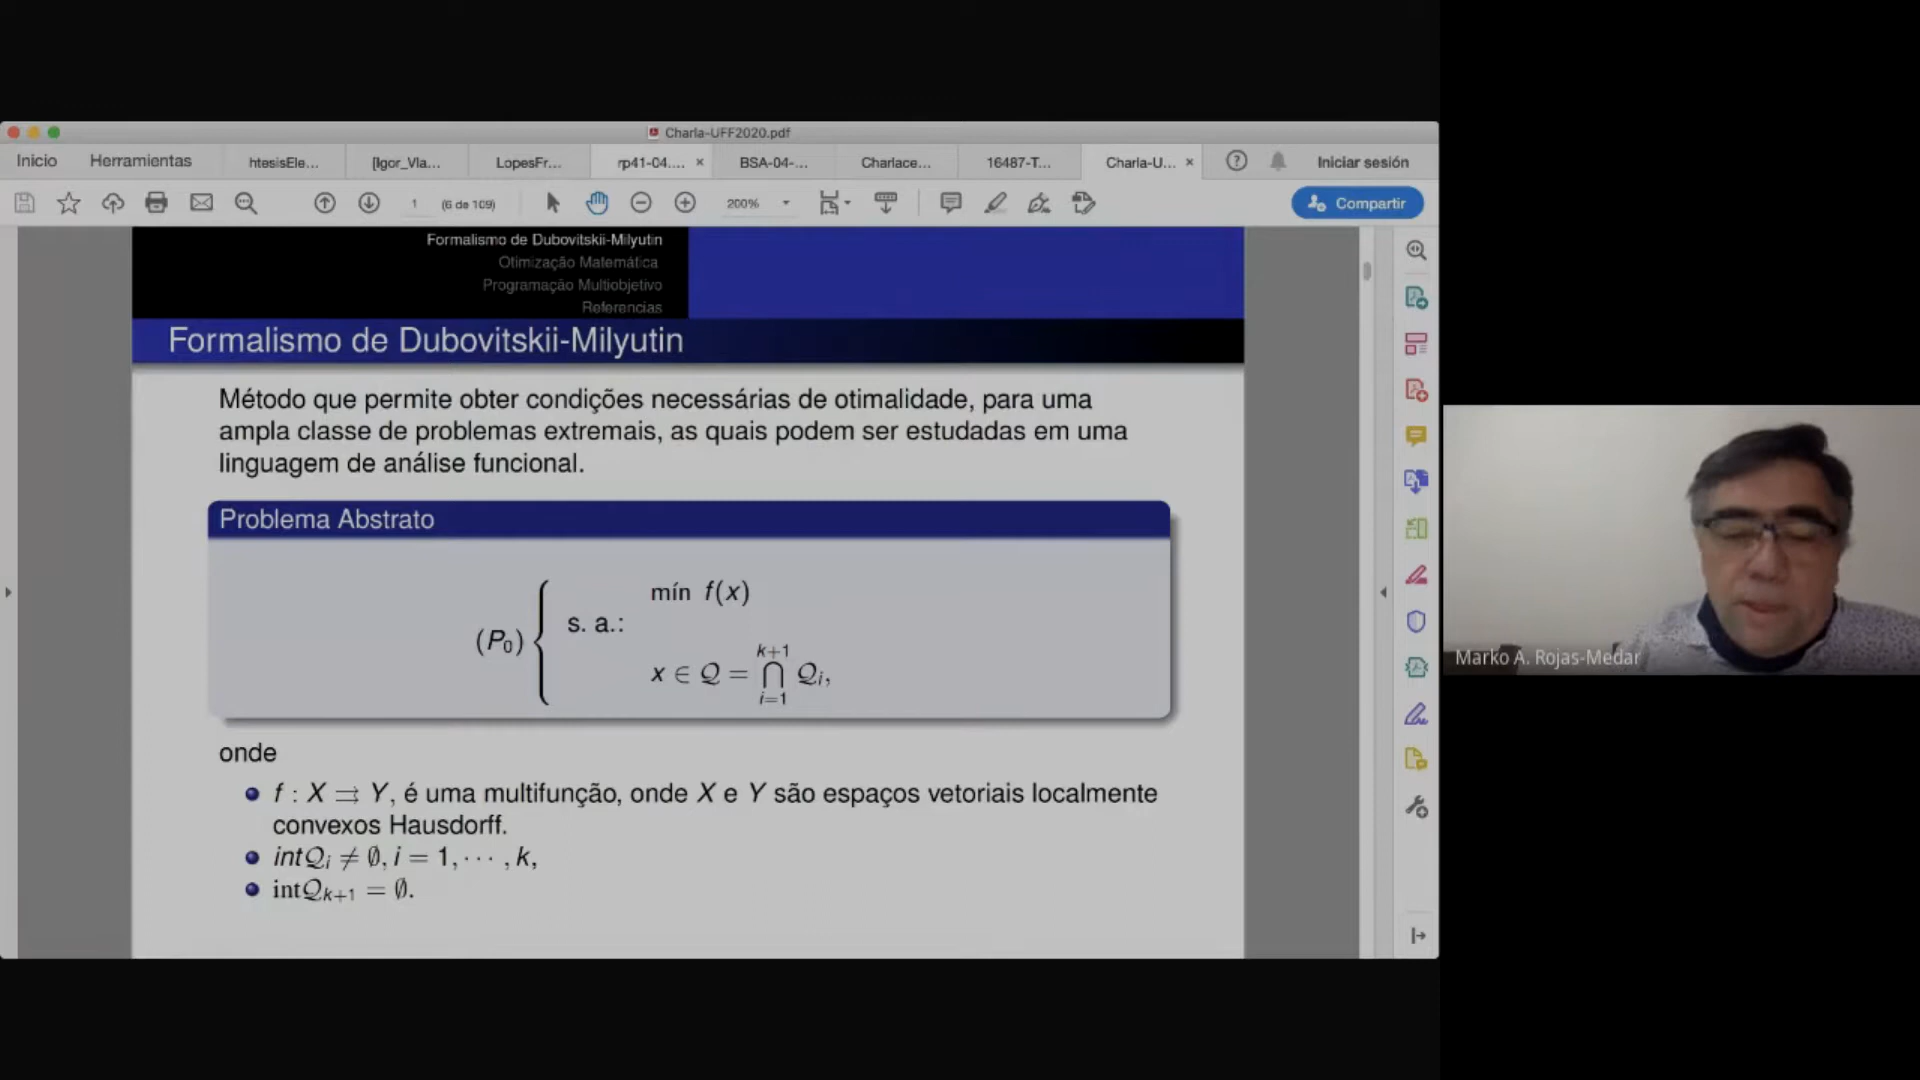 Charla-UFF2020.pdf
Inicio Herramientas htesisEle... [Igor_Vla... LopesFr... rp41-04.... × BSA-04-... Charlace... 16487-T... Charla-U... × Iniciar sesión
1 (6 de 109) 200% Compartir
Formalismo de Dubovitskii-Milyutin
Otimização Matemática
Programação Multiobjetivo
Referencias
Formalismo de Dubovitskii-Milyutin
Método que permite obter condições necessárias de otimalidade, para uma
ampla classe de problemas extremais, as quais podem ser estudadas em uma
linguagem de análise funcional.
Problema Abstrato
mín f(x)
(P₀) { s. a.:
x ∈ 𝒬 = ⋂_{i=1}^{k+1} 𝒬ᵢ,
onde
f : X ⇉ Y, é uma multifunção, onde X e Y são espaços vetoriais localmente
convexos Hausdorff.
int𝒬ᵢ ≠ ∅, i = 1, ⋯ , k,
int𝒬ₖ₊₁ = ∅.
Marko A. Rojas-Medar